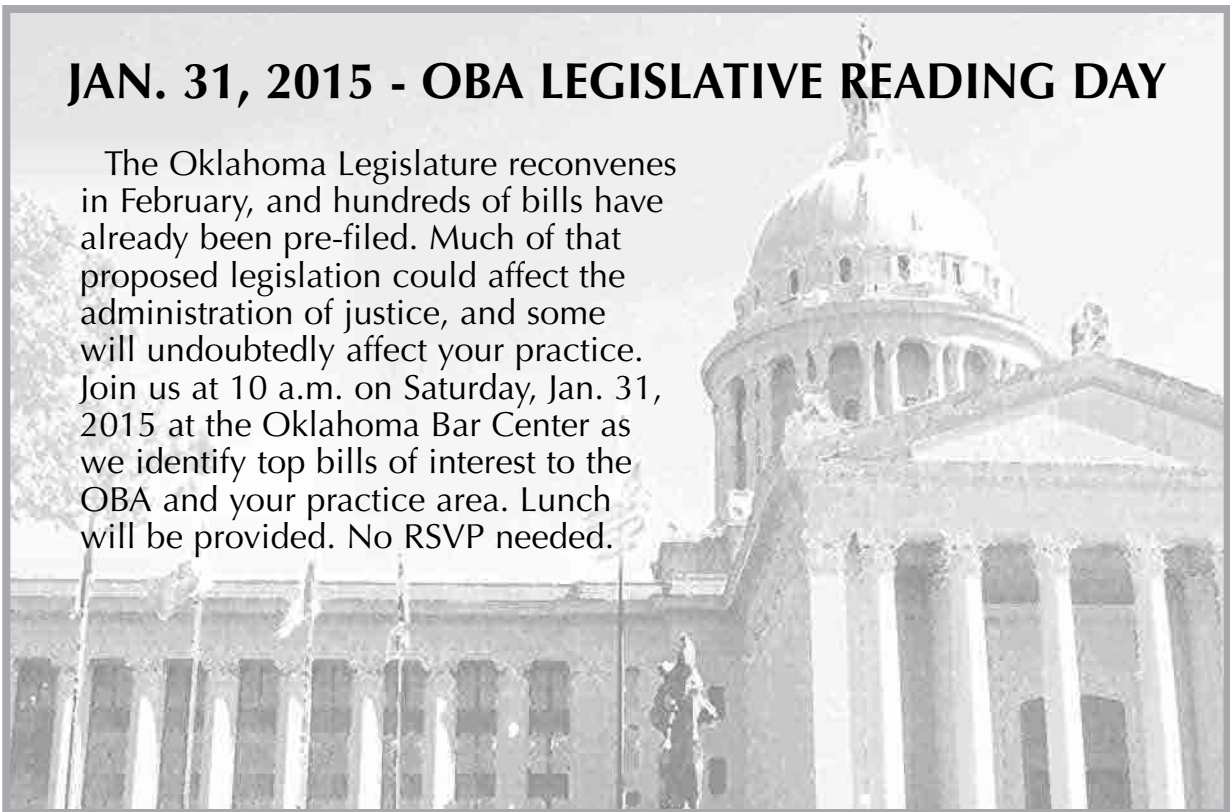 JAN. 31, 2015 - OBA LEGISLATIVE READING DAY
The Oklahoma Legislature reconvenes
in February, and hundreds of bills have
already been pre-filed. Much of that
proposed legislation could affect the
administration of justice, and some
will undoubtedly affect your practice.
Join us at 10 a.m. on Saturday, Jan. 31,
2015 at the Oklahoma Bar Center as
we identify top bills of interest to the
OBA and your practice area. Lunch
will be provided. No RSVP needed.